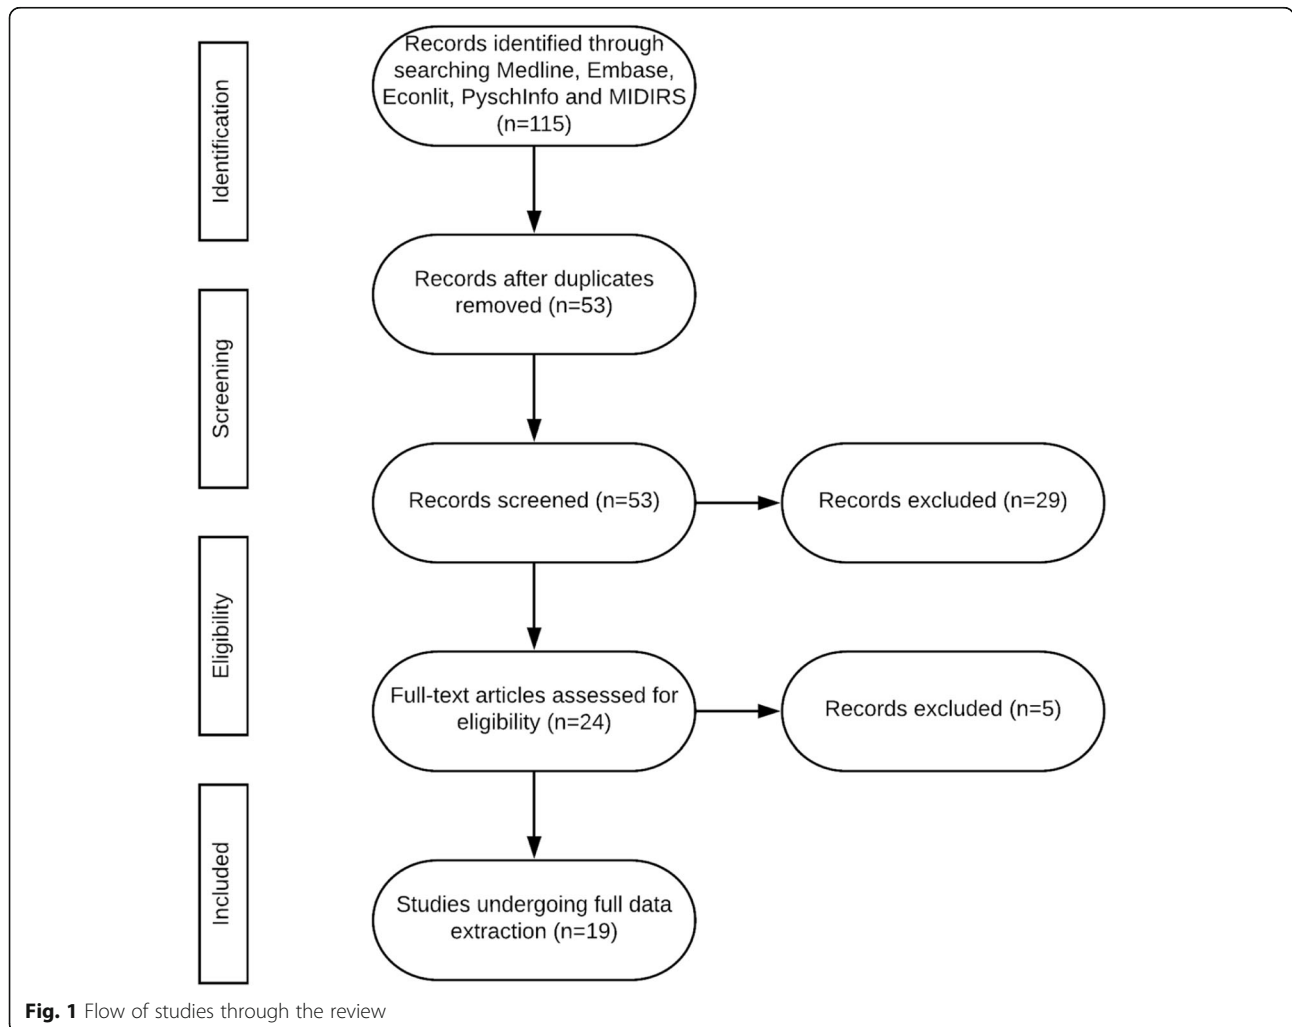 Identification
Records identified through
searching Medline, Embase,
Econlit, PyschInfo and MIDIRS
(n=115)
Records after duplicates
removed (n=53)
Screening
Records screened (n=53)
Records excluded (n=29)
Eligibility
Full-text articles assessed for
eligibility (n=24)
Records excluded (n=5)
Included
Studies undergoing full data
extraction (n=19)
Fig. 1 Flow of studies through the review